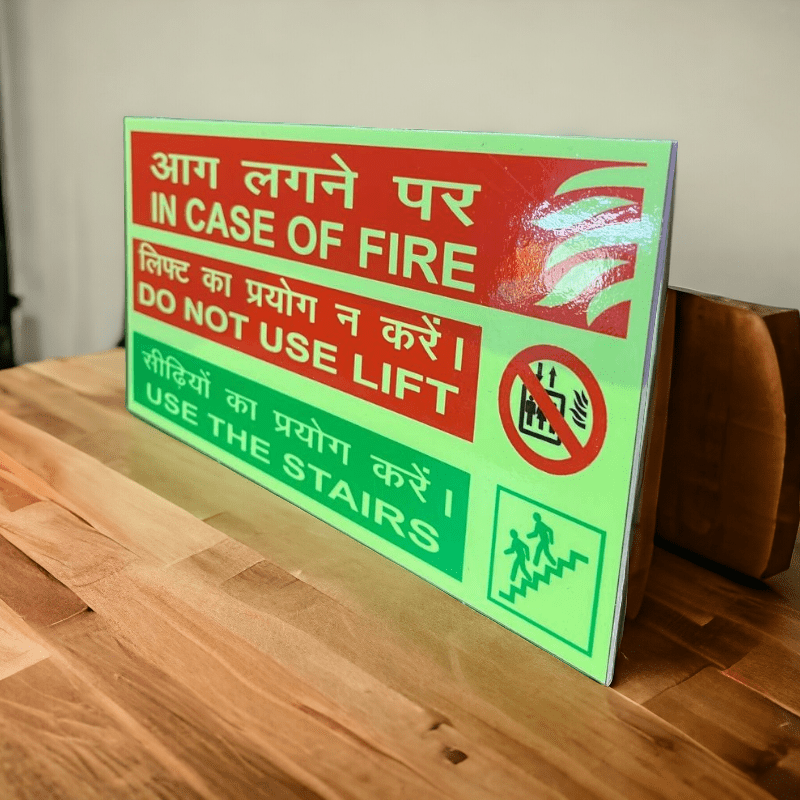 आग लगने पर
IN CASE OF FIRE
लिफ्ट का प्रयोग न करें।
DO NOT USE LIFT
सीढ़ियों का प्रयोग करें।
USE THE STAIRS